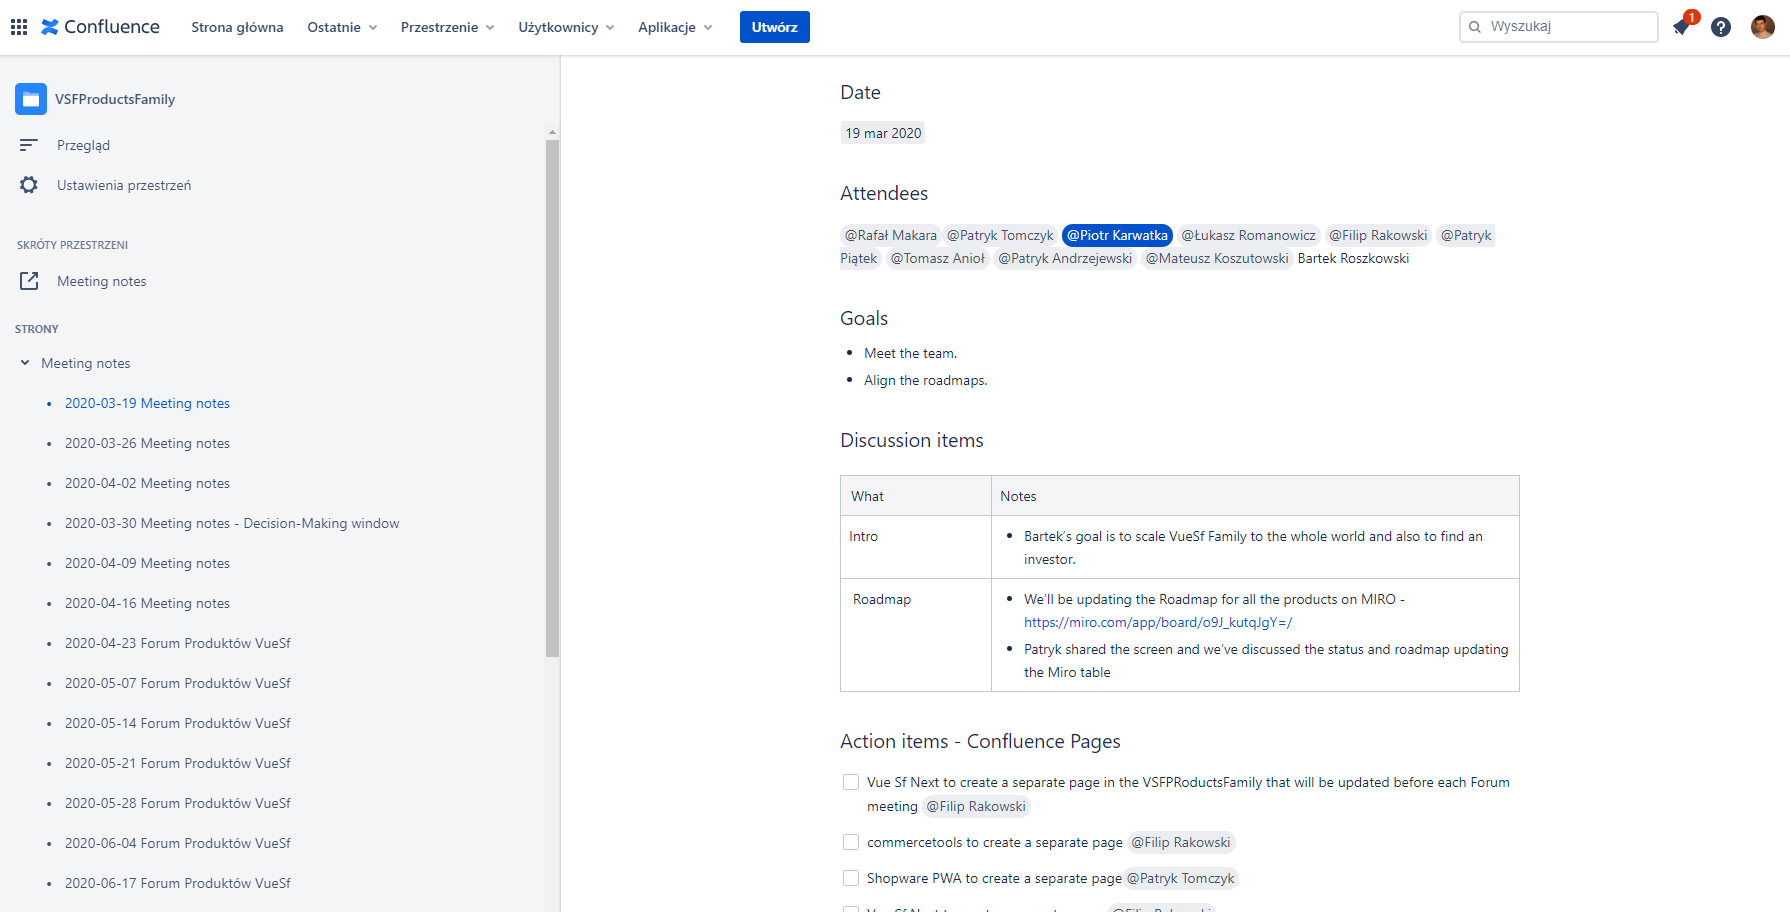 Confluence Strona główna Ostatnie Przestrzenie Użytkownicy Aplikacje Utwórz Wyszukaj 1 ?
VSFProductsFamily
Przegląd
Ustawienia przestrzeń
SKRÓTY PRZESTRZENI
Meeting notes
STRONY
Meeting notes
• 2020-03-19 Meeting notes
• 2020-03-26 Meeting notes
• 2020-04-02 Meeting notes
• 2020-03-30 Meeting notes - Decision-Making window
• 2020-04-09 Meeting notes
• 2020-04-16 Meeting notes
• 2020-04-23 Forum Produktów VueSf
• 2020-05-07 Forum Produktów VueSf
• 2020-05-14 Forum Produktów VueSf
• 2020-05-21 Forum Produktów VueSf
• 2020-05-28 Forum Produktów VueSf
• 2020-06-04 Forum Produktów VueSf
• 2020-06-17 Forum Produktów VueSf
Date
19 mar 2020
Attendees
@Rafał Makara @Patryk Tomczyk @Piotr Karwatka @Łukasz Romanowicz @Filip Rakowski @Patryk
Piątek @Tomasz Anioł @Patryk Andrzejewski @Mateusz Koszutowski Bartek Roszkowski
Goals
• Meet the team.
• Align the roadmaps.
Discussion items
What Notes
Intro • Bartek's goal is to scale VueSf Family to the whole world and also to find an
investor.
Roadmap • We'll be updating the Roadmap for all the products on MIRO -
https://miro.com/app/board/o9J_kutqJgY=/
• Patryk shared the screen and we've discussed the status and roadmap updating
the Miro table
Action items - Confluence Pages
Vue Sf Next to create a separate page in the VSFPRoductsFamily that will be updated before each Forum
meeting @Filip Rakowski
commercetools to create a separate page @Filip Rakowski
Shopware PWA to create a separate page @Patryk Tomczyk